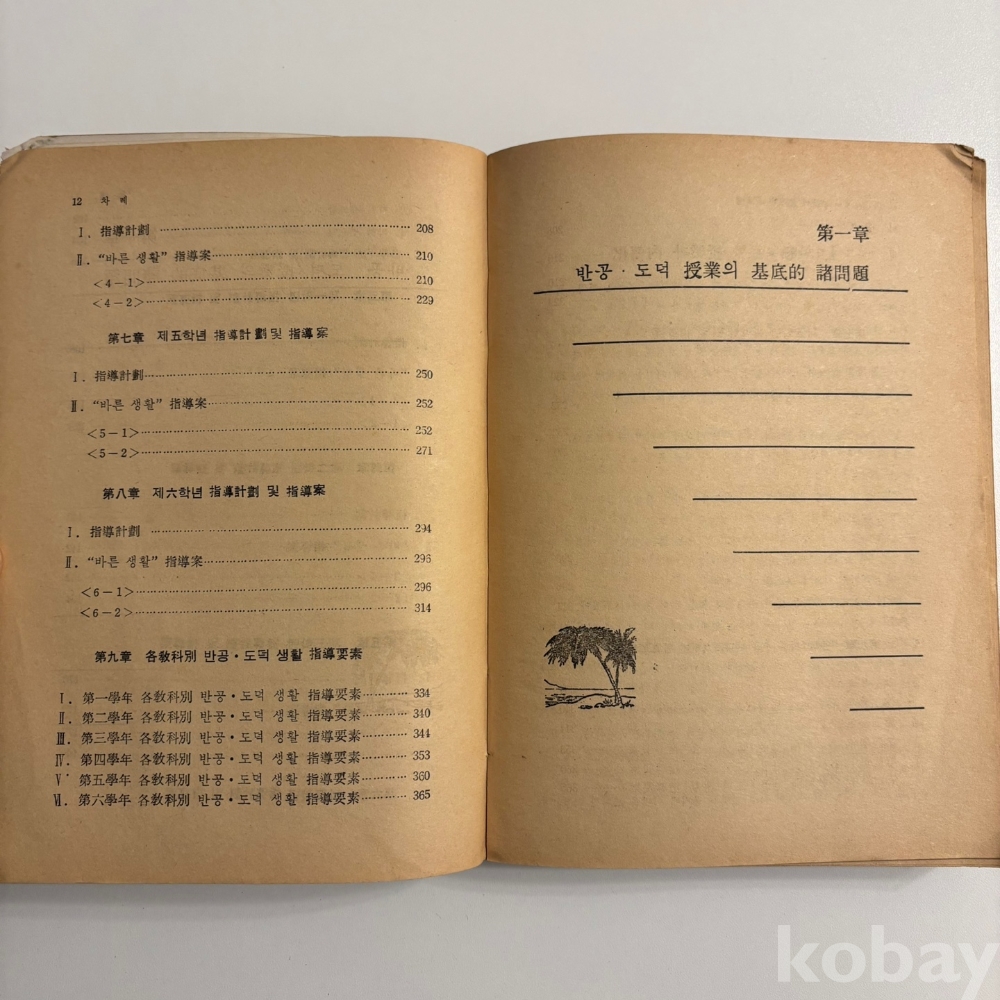 12 차 례
Ⅰ. 指導計劃 ………………………… 208
Ⅱ. “바른 생활” 指導案 ………………………… 210
<4-1> ………………………… 210
<4-2> ………………………… 229
第七章 제五학년 指導計劃 및 指導案
Ⅰ. 指導計劃 ………………………… 250
Ⅱ. “바른 생활” 指導案 ………………………… 252
<5-1> ………………………… 252
<5-2> ………………………… 271
第八章 제六학년 指導計劃 및 指導案
Ⅰ. 指導計劃 ………………………… 294
Ⅱ. “바른 생활” 指導案 ………………………… 296
<6-1> ………………………… 296
<6-2> ………………………… 314
第九章 各敎科別 반공·도덕 생활 指導要素
Ⅰ. 第一學年 各敎科別 반공·도덕 생활 指導要素 ………… 334
Ⅱ. 第二學年 各敎科別 반공·도덕 생활 指導要素 ………… 340
Ⅲ. 第三學年 各敎科別 반공·도덕 생활 指導要素 ………… 344
Ⅳ. 第四學年 各敎科別 반공·도덕 생활 指導要素 ………… 353
Ⅴ. 第五學年 各敎科別 반공·도덕 생활 指導要素 ………… 360
Ⅵ. 第六學年 各敎科別 반공·도덕 생활 指導要素 ………… 365
第一章
반공·도덕 授業의 基底的 諸問題
kobay